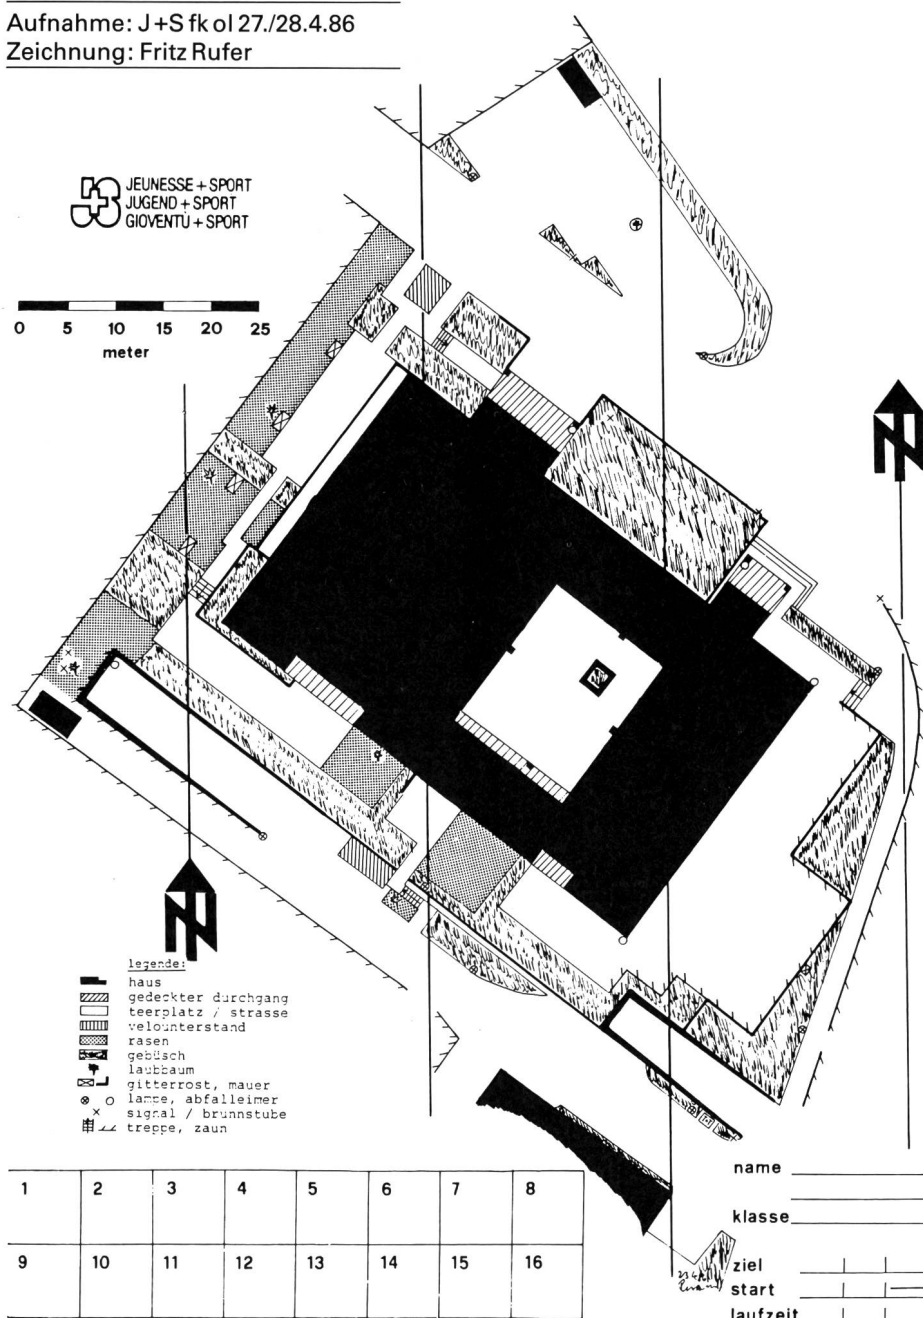 Aufnahme: J+S fk ol 27./28.4.86
Zeichnung: Fritz Rufer
JEUNESSE + SPORT
JUGEND + SPORT
GIOVENTÙ + SPORT
0 5 10 15 20 25
meter
N
N
legende:
haus
gedeckter durchgang
teerplatz / strasse
velounterstand
rasen
gebüsch
laubbaum
gitterrost, mauer
lampe, abfalleimer
signal / brunnstube
treppe, zaun
1 2 3 4 5 6 7 8
9 10 11 12 13 14 15 16
name
klasse
ziel
start
laufzeit